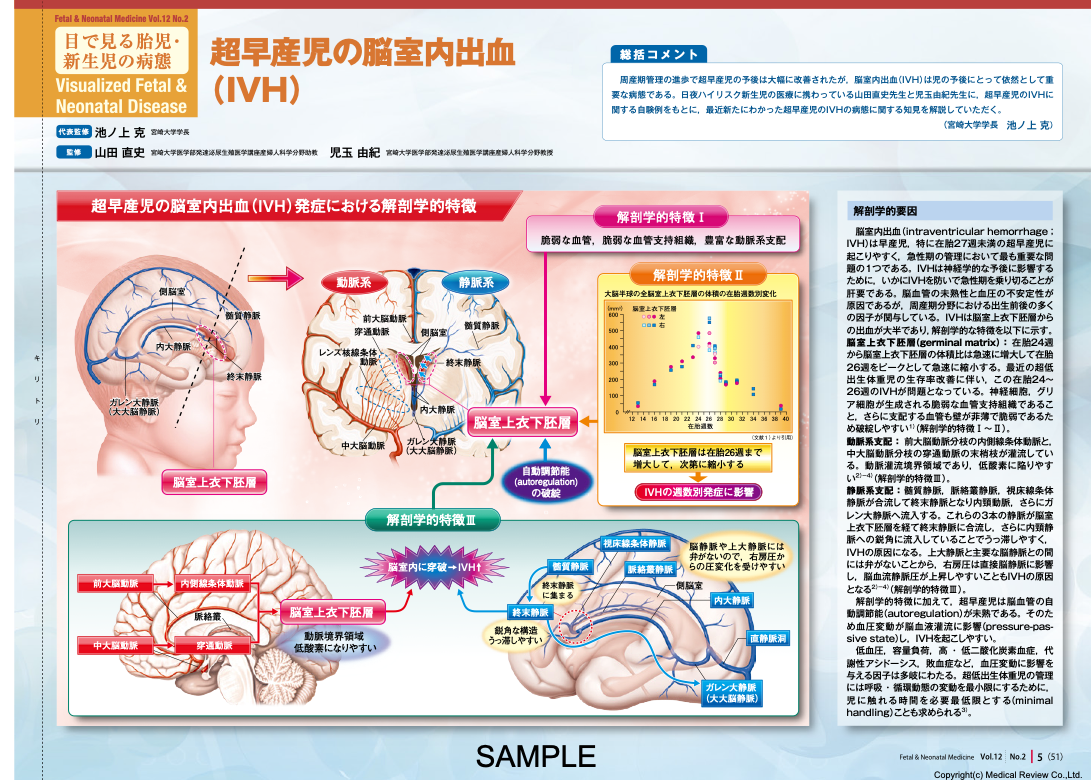 Fetal & Neonatal Medicine Vol.12 No.2
目で見る胎児・
新生児の病態
Visualized Fetal &
Neonatal Disease
超早産児の脳室内出血
（IVH）
代表監修 池ノ上 克 宮崎大学学長
監修 山田 直史 宮崎大学医学部発達泌尿生殖医学講座産婦人科学分野助教 児玉 由紀 宮崎大学医学部発達泌尿生殖医学講座産婦人科学分野教授
総括コメント
周産期管理の進歩で超早産児の予後は大幅に改善されたが，脳室内出血（IVH）は児の予後にとって依然として重
要な病態である。日夜ハイリスク新生児の医療に携わっている山田直史先生と児玉由紀先生に，超早産児のIVHに
関する自験例をもとに，最近新たにわかった超早産児のIVHの病態に関する知見を解説していただく。
（宮崎大学学長 池ノ上 克）
キリトリ
超早産児の脳室内出血（IVH）発症における解剖学的特徴
側脳室
髄質静脈
内大静脈
終末静脈
ガレン大静脈
（大大脳静脈）
脳室上衣下胚層
動脈系
静脈系
前大脳動脈
穿通動脈
側脳室
髄質静脈
レンズ核線条体
動脈
終末静脈
内大静脈
中大脳動脈
ガレン大静脈
（大大脳静脈）
解剖学的特徴Ⅰ
脆弱な血管，脆弱な血管支持組織，豊富な動脈系支配
脳室上衣下胚層
自動調節能
(autoregulation)
の破綻
解剖学的特徴Ⅱ
大脳半球の全脳室上衣下胚層の体積の在胎週数別変化
(mm³)
脳室上衣下胚層
左
右
600
500
400
300
200
100
0
12 14 16 18 20 22 24 26 28 30 32 34 36 38 40
在胎週数
（文献1）より引用）
脳室上衣下胚層は在胎26週まで
増大して，次第に縮小する
IVHの週数別発症に影響
解剖学的特徴Ⅲ
前大脳動脈
内側線条体動脈
脈絡叢
中大脳動脈
穿通動脈
脳室上衣下胚層
動脈境界領域
低酸素になりやすい
脳室内に穿破→IVH↑
視床線条体静脈
髄質静脈
脈絡叢静脈
脳静脈や上大静脈には
弁がないので，右房圧か
らの圧変化を受けやすい
終末静脈
に集まる
側脳室
終末静脈
内大静脈
鋭角な構造
うっ滞しやすい
直静脈洞
ガレン大静脈
（大大脳静脈）
解剖学的要因
脳室内出血（intraventricular hemorrhage；
IVH）は早産児，特に在胎27週未満の超早産児に
起こりやすく，急性期の管理において最も重要な問
題の1つである。IVHは神経学的な予後に影響する
ために，いかにIVHを防いで急性期を乗り切ることが
肝要である。脳血管の未熟性と血圧の不安定性が
原因であるが，周産期分野における出生前後の多く
の因子が関与している。IVHは脳室上衣下胚層から
の出血が大半であり，解剖学的な特徴を以下に示す。
脳室上衣下胚層(germinal matrix)：在胎24週
から脳室上衣下胚層の体積比は急速に増大して在胎
26週をピークとして急速に縮小する。最近の超低
出生体重児の生存率改善に伴い，この在胎24～
26週のIVHが問題となっている。神経細胞，グリ
ア細胞が生成される脆弱な血管支持組織であるこ
と，さらに支配する血管も壁が菲薄で脆弱であるた
め破綻しやすい¹⁾（解剖学的特徴Ⅰ～Ⅱ）。
動脈系支配：前大脳動脈分枝の内側線条体動脈と，
中大脳動脈分枝の穿通動脈の末梢枝が灌流してい
る。動脈灌流境界領域であり，低酸素に陥りやす
い²⁾⁻⁴⁾（解剖学的特徴Ⅲ）。
静脈系支配：髄質静脈，脈絡叢静脈，視床線条体
静脈が合流して終末静脈となり内頸動脈，さらにガ
レン大静脈へ流入する。これらの3本の静脈が脳室
上衣下胚層を経て終末静脈に合流し，さらに内頸静
脈への鋭角に流入していることでうっ滞しやすく，
IVHの原因になる。上大静脈と主要な脳静脈との間
には弁がないことから，右房圧は直接脳静脈に影響
し，脳血流静脈圧が上昇しやすいこともIVHの原因
となる²⁾⁻⁴⁾（解剖学的特徴Ⅲ）。
解剖学的特徴に加えて，超早産児は脳血管の自
動調節能(autoregulation)が未熟である。そのた
め血圧変動が脳血液灌流に影響(pressure-pas-
sive state)し，IVHを起こしやすい。
低血圧，容量負荷，高・低二酸化炭素血症，代
謝性アシドーシス，敗血症など，血圧変動に影響を
与える因子は多岐にわたる。超低出生体重児の管理
には呼吸・循環動態の変動を最小限にするために，
児に触れる時間を必要最低限とする(minimal
handling)ことも求められる³⁾。
SAMPLE
Fetal & Neonatal Medicine Vol.12 No.2 5 (51)
Copyright(c) Medical Review Co.,Ltd.